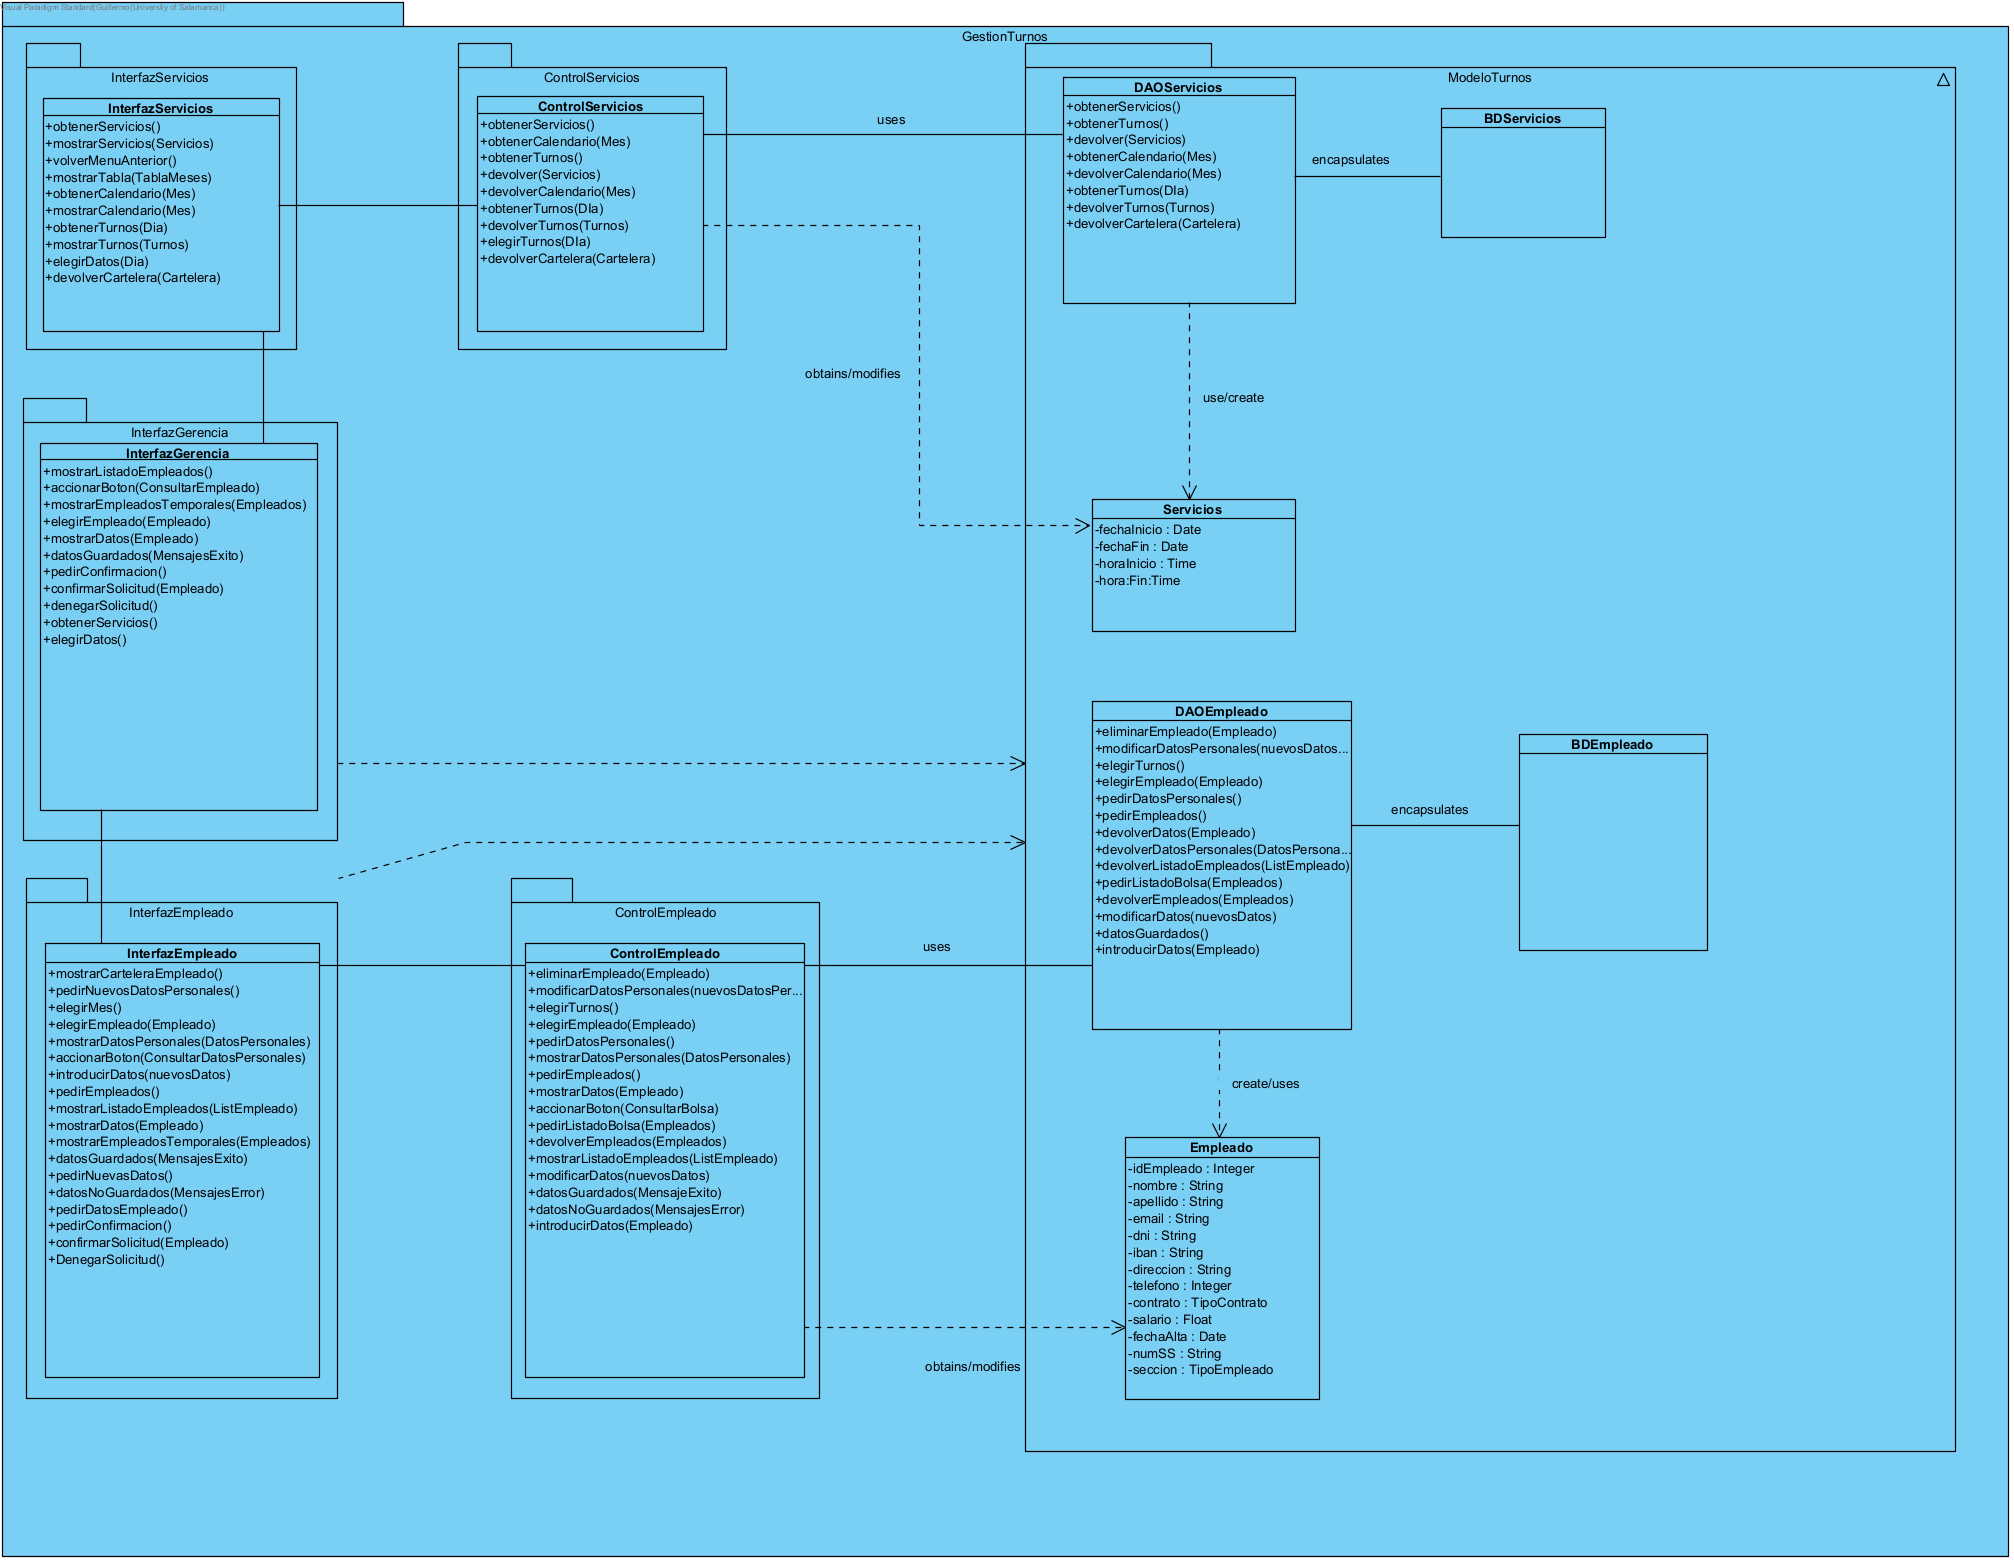 Visual Paradigm Standard(Guillermo(University of Salamanca))
GestionTurnos
InterfazServicios
InterfazServicios
+obtenerServicios()
+mostrarServicios(Servicios)
+volverMenuAnterior()
+mostrarTabla(TablaMeses)
+obtenerCalendario(Mes)
+mostrarCalendario(Mes)
+obtenerTurnos(Dia)
+mostrarTurnos(Turnos)
+elegirDatos(Dia)
+devolverCartelera(Cartelera)
ControlServicios
ControlServicios
+obtenerServicios()
+obtenerCalendario(Mes)
+obtenerTurnos()
+devolver(Servicios)
+devolverCalendario(Mes)
+obtenerTurnos(DIa)
+devolverTurnos(Turnos)
+elegirTurnos(DIa)
+devolverCartelera(Cartelera)
uses
obtains/modifies
ModeloTurnos
DAOServicios
+obtenerServicios()
+obtenerTurnos()
+devolver(Servicios)
+obtenerCalendario(Mes)
+devolverCalendario(Mes)
+obtenerTurnos(DIa)
+devolverTurnos(Turnos)
+devolverCartelera(Cartelera)
encapsulates
BDServicios
use/create
Servicios
-fechaInicio : Date
-fechaFin : Date
-horaInicio : Time
-hora:Fin:Time
InterfazGerencia
InterfazGerencia
+mostrarListadoEmpleados()
+accionarBoton(ConsultarEmpleado)
+mostrarEmpleadosTemporales(Empleados)
+elegirEmpleado(Empleado)
+mostrarDatos(Empleado)
+datosGuardados(MensajesExito)
+pedirConfirmacion()
+confirmarSolicitud(Empleado)
+denegarSolicitud()
+obtenerServicios()
+elegirDatos()
DAOEmpleado
+eliminarEmpleado(Empleado)
+modificarDatosPersonales(nuevosDatos...
+elegirTurnos()
+elegirEmpleado(Empleado)
+pedirDatosPersonales()
+pedirEmpleados()
+devolverDatos(Empleado)
+devolverDatosPersonales(DatosPersona...
+devolverListadoEmpleados(ListEmpleado)
+pedirListadoBolsa(Empleados)
+devolverEmpleados(Empleados)
+modificarDatos(nuevosDatos)
+datosGuardados()
+introducirDatos(Empleado)
encapsulates
BDEmpleado
InterfazEmpleado
InterfazEmpleado
+mostrarCarteleraEmpleado()
+pedirNuevosDatosPersonales()
+elegirMes()
+elegirEmpleado(Empleado)
+mostrarDatosPersonales(DatosPersonales)
+accionarBoton(ConsultarDatosPersonales)
+introducirDatos(nuevosDatos)
+pedirEmpleados()
+mostrarListadoEmpleados(ListEmpleado)
+mostrarDatos(Empleado)
+mostrarEmpleadosTemporales(Empleados)
+datosGuardados(MensajesExito)
+pedirNuevasDatos()
+datosNoGuardados(MensajesError)
+pedirDatosEmpleado()
+pedirConfirmacion()
+confirmarSolicitud(Empleado)
+DenegarSolicitud()
ControlEmpleado
ControlEmpleado
+eliminarEmpleado(Empleado)
+modificarDatosPersonales(nuevosDatosPer...
+elegirTurnos()
+elegirEmpleado(Empleado)
+pedirDatosPersonales()
+mostrarDatosPersonales(DatosPersonales)
+pedirEmpleados()
+mostrarDatos(Empleado)
+accionarBoton(ConsultarBolsa)
+pedirListadoBolsa(Empleados)
+devolverEmpleados(Empleados)
+mostrarListadoEmpleados(ListEmpleado)
+modificarDatos(nuevosDatos)
+datosGuardados(MensajeExito)
+datosNoGuardados(MensajesError)
+introducirDatos(Empleado)
uses
create/uses
obtains/modifies
Empleado
-idEmpleado : Integer
-nombre : String
-apellido : String
-email : String
-dni : String
-iban : String
-direccion : String
-telefono : Integer
-contrato : TipoContrato
-salario : Float
-fechaAlta : Date
-numSS : String
-seccion : TipoEmpleado